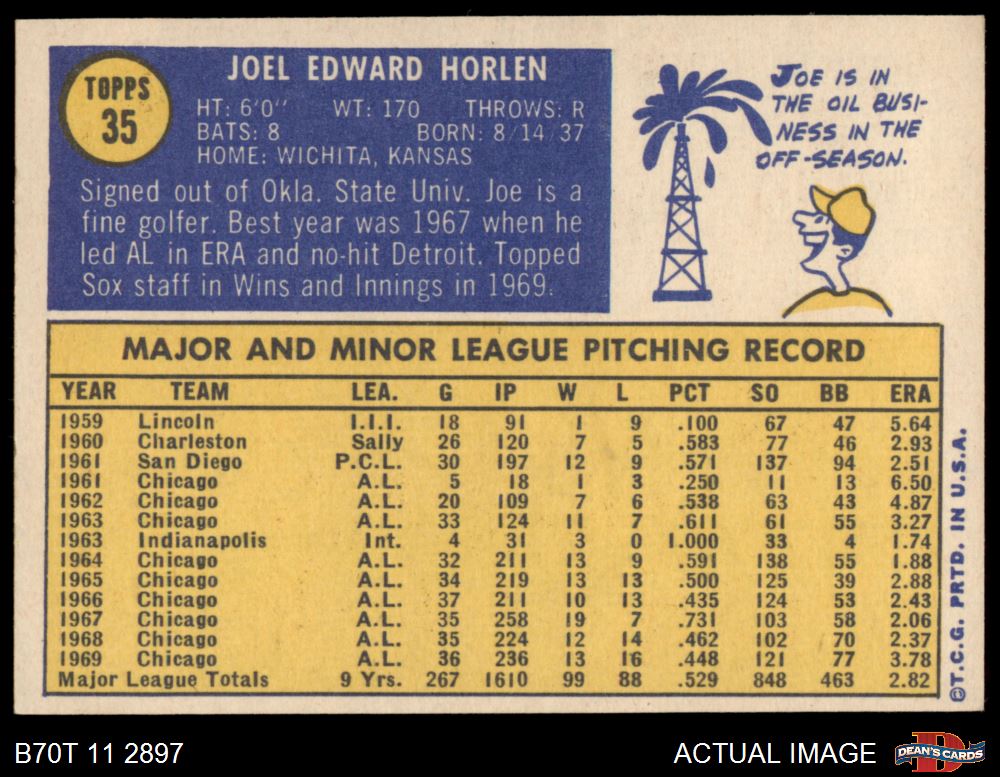 TOPPS
35
JOEL EDWARD HORLEN
HT: 6'0" WT: 170 THROWS: R
BATS: 8 BORN: 8/14/37
HOME: WICHITA, KANSAS
Signed out of Okla. State Univ. Joe is a
fine golfer. Best year was 1967 when he
led AL in ERA and no-hit Detroit. Topped
Sox staff in Wins and Innings in 1969.
JOE IS IN
THE OIL BUSI-
NESS IN THE
OFF-SEASON.
MAJOR AND MINOR LEAGUE PITCHING RECORD
YEAR TEAM LEA. G IP W L PCT SO BB ERA
1959 Lincoln I.I.I. 18 91 1 9 .100 67 47 5.64
1960 Charleston Sally 26 120 7 5 .583 77 46 2.93
1961 San Diego P.C.L. 30 197 12 9 .571 137 94 2.51
1961 Chicago A.L. 5 18 1 3 .250 11 13 6.50
1962 Chicago A.L. 20 109 7 6 .538 63 43 4.87
1963 Chicago A.L. 33 124 11 7 .611 61 55 3.27
1963 Indianapolis Int. 4 31 3 0 1.000 33 4 1.74
1964 Chicago A.L. 32 211 13 9 .591 138 55 1.88
1965 Chicago A.L. 34 219 13 13 .500 125 39 2.88
1966 Chicago A.L. 37 211 10 13 .435 124 53 2.43
1967 Chicago A.L. 35 258 19 7 .731 103 58 2.06
1968 Chicago A.L. 35 224 12 14 .462 102 70 2.37
1969 Chicago A.L. 36 236 13 16 .448 121 77 3.78
Major League Totals 9 Yrs. 267 1610 99 88 .529 848 463 2.82
©T.C.G. PRTD. IN U.S.A.
B70T 11 2897
ACTUAL IMAGE
D
DEAN'S CARDS